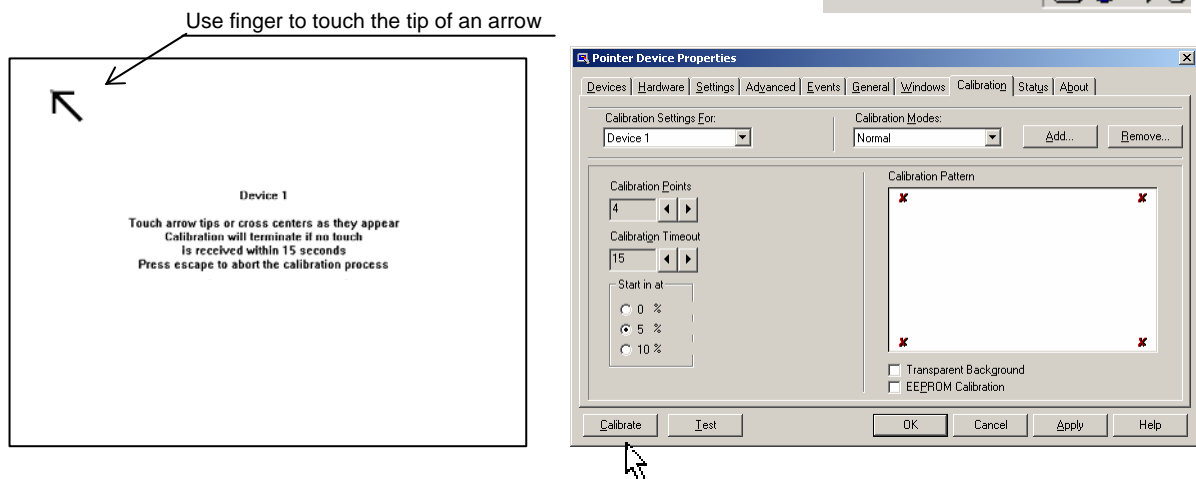 Use finger to touch the tip of an arrow
Device 1
Touch arrow tips or cross centers as they appear
Calibration will terminate if no touch
is received within 15 seconds
Press escape to abort the calibration process
Pointer Device Properties
Devices Hardware Settings Advanced Events General Windows Calibration Status About
Calibration Settings For:
Device 1
Calibration Modes:
Normal
Add...
Remove...
Calibration Points
4
Calibration Timeout
15
Start in at
0 %
5 %
10 %
Calibration Pattern
Transparent Background
EEPROM Calibration
Calibrate Test OK Cancel Apply Help